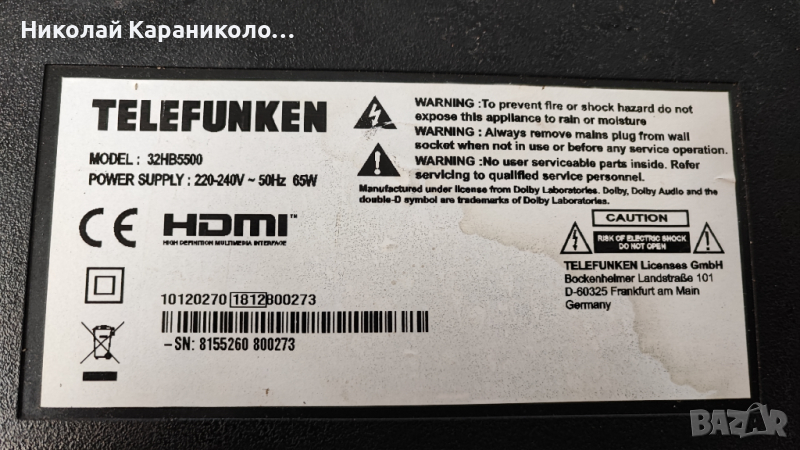 Николай Караниколо…
TELEFUNKEN
MODEL : 32HB5500
POWER SUPPLY : 220-240V ~ 50Hz 65W
WARNING :To prevent fire or shock hazard do not
expose this appliance to rain or moisture
WARNING : Always remove mains plug from wall
socket when not in use or before any service operation.
WARNING :No user serviceable parts inside. Refer
servicing to qualified service personnel.
Manufactured under license from Dolby Laboratories. Dolby, Dolby Audio and the
double-D symbol are trademarks of Dolby Laboratories.
CE HDMI™
HIGH DEFINITION MULTIMEDIA INTERFACE
CAUTION
RISK OF ELECTRIC SHOCK
DO NOT OPEN
TELEFUNKEN Licenses GmbH
Bockenheimer Landstraße 101
D-60325 Frankfurt am Main
Germany
10120270 1812800273
–SN: 8155260 800273
BAZAR